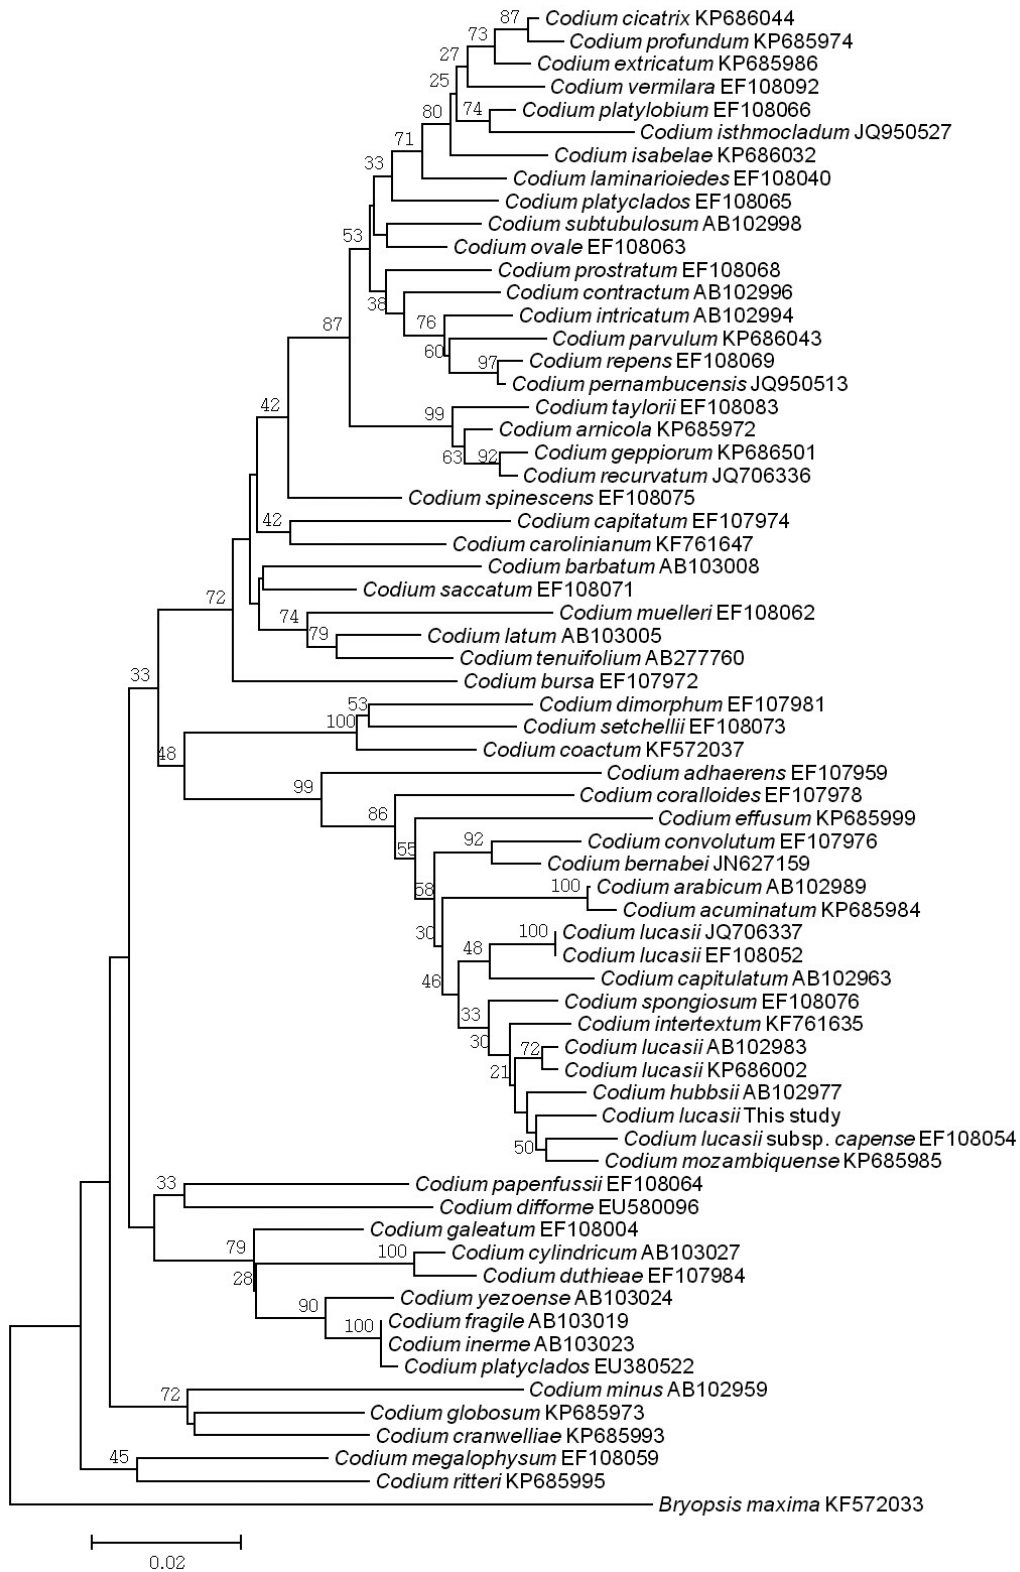 87
Codium cicatrix KP686044
73
Codium profundum KP685974
27
Codium extricatum KP685986
25
Codium vermilara EF108092
80
74
Codium platylobium EF108066
Codium isthmocladum JQ950527
71
Codium isabelae KP686032
33
Codium laminarioiedes EF108040
Codium platyclados EF108065
Codium subtubulosum AB102998
53
Codium ovale EF108063
Codium prostratum EF108068
38
Codium contractum AB102996
87
76
Codium intricatum AB102994
60
Codium parvulum KP686043
97
Codium repens EF108069
Codium pernambucensis JQ950513
42
99
Codium taylorii EF108083
Codium arnicola KP685972
63
92
Codium geppiorum KP686501
Codium recurvatum JQ706336
Codium spinescens EF108075
42
Codium capitatum EF107974
Codium carolinianum KF761647
Codium barbatum AB103008
72
Codium saccatum EF108071
74
Codium muelleri EF108062
79
Codium latum AB103005
Codium tenuifolium AB277760
33
Codium bursa EF107972
53
Codium dimorphum EF107981
100
Codium setchellii EF108073
48
Codium coactum KF572037
99
Codium adhaerens EF107959
86
Codium coralloides EF107978
55
Codium effusum KP685999
92
Codium convolutum EF107976
58
Codium bernabei JN627159
100
Codium arabicum AB102989
Codium acuminatum KP685984
30
100
Codium lucasii JQ706337
48
Codium lucasii EF108052
46
Codium capitulatum AB102963
33
Codium spongiosum EF108076
30
Codium intertextum KF761635
72
Codium lucasii AB102983
21
Codium lucasii KP686002
Codium hubbsii AB102977
Codium lucasii This study
50
Codium lucasii subsp. capense EF108054
Codium mozambiquense KP685985
33
Codium papenfussii EF108064
Codium difforme EU580096
79
Codium galeatum EF108004
28
100
Codium cylindricum AB103027
Codium duthieae EF107984
90
Codium yezoense AB103024
100
Codium fragile AB103019
Codium inerme AB103023
Codium platyclados EU380522
72
Codium minus AB102959
Codium globosum KP685973
Codium cranwelliae KP685993
45
Codium megalophysum EF108059
Codium ritteri KP685995
Bryopsis maxima KF572033
0.02